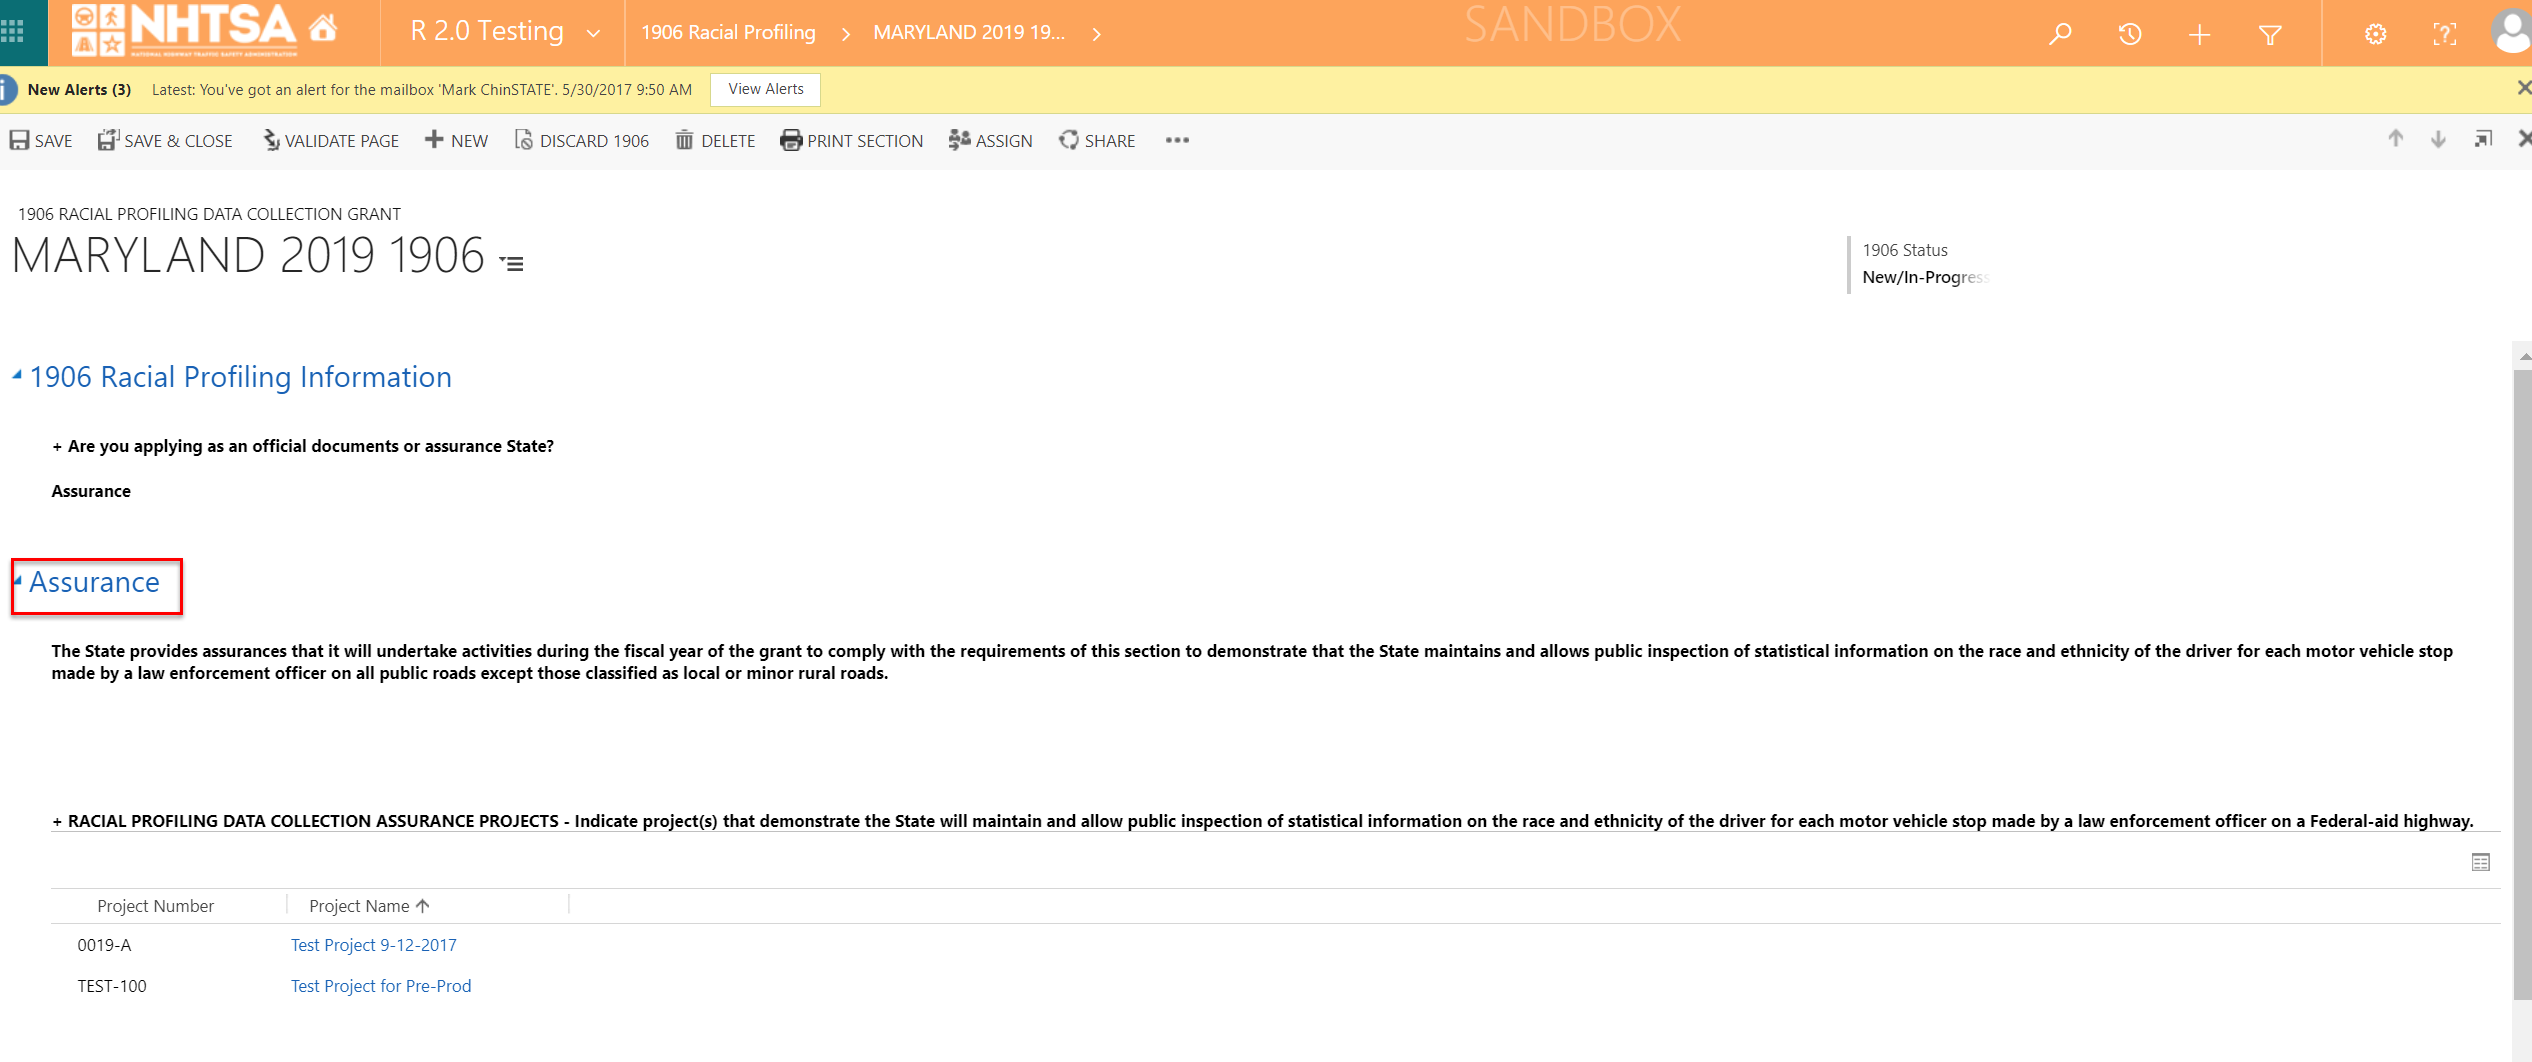 NHTSA
NATIONAL HIGHWAY TRAFFIC SAFETY ADMINISTRATION
R 2.0 Testing
1906 Racial Profiling
MARYLAND 2019 19...
SANDBOX
New Alerts (3) Latest: You've got an alert for the mailbox 'Mark ChinSTATE'. 5/30/2017 9:50 AM View Alerts
SAVE SAVE & CLOSE VALIDATE PAGE NEW DISCARD 1906 DELETE PRINT SECTION ASSIGN SHARE
1906 RACIAL PROFILING DATA COLLECTION GRANT
MARYLAND 2019 1906
1906 Status
New/In-Progress
1906 Racial Profiling Information
+ Are you applying as an official documents or assurance State?
Assurance
Assurance
The State provides assurances that it will undertake activities during the fiscal year of the grant to comply with the requirements of this section to demonstrate that the State maintains and allows public inspection of statistical information on the race and ethnicity of the driver for each motor vehicle stop
made by a law enforcement officer on all public roads except those classified as local or minor rural roads.
+ RACIAL PROFILING DATA COLLECTION ASSURANCE PROJECTS - Indicate project(s) that demonstrate the State will maintain and allow public inspection of statistical information on the race and ethnicity of the driver for each motor vehicle stop made by a law enforcement officer on a Federal-aid highway.
Project Number Project Name
0019-A Test Project 9-12-2017
TEST-100 Test Project for Pre-Prod